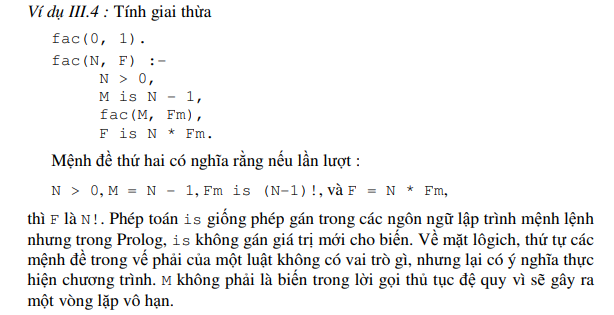 Ví dụ III.4 : Tính giai thừa
fac(0, 1).
fac(N, F) :-
N > 0,
M is N - 1,
fac(M, Fm),
F is N * Fm.
Mệnh đề thứ hai có nghĩa rằng nếu lần lượt :
N > 0, M = N - 1, Fm is (N-1)!, và F = N * Fm,
thì F là N!. Phép toán is giống phép gán trong các ngôn ngữ lập trình mệnh lệnh
nhưng trong Prolog, is không gán giá trị mới cho biến. Về mặt lôgich, thứ tự các
mệnh đề trong vế phải của một luật không có vai trò gì, nhưng lại có ý nghĩa thực
hiện chương trình. M không phải là biến trong lời gọi thủ tục đệ quy vì sẽ gây ra
một vòng lặp vô hạn.